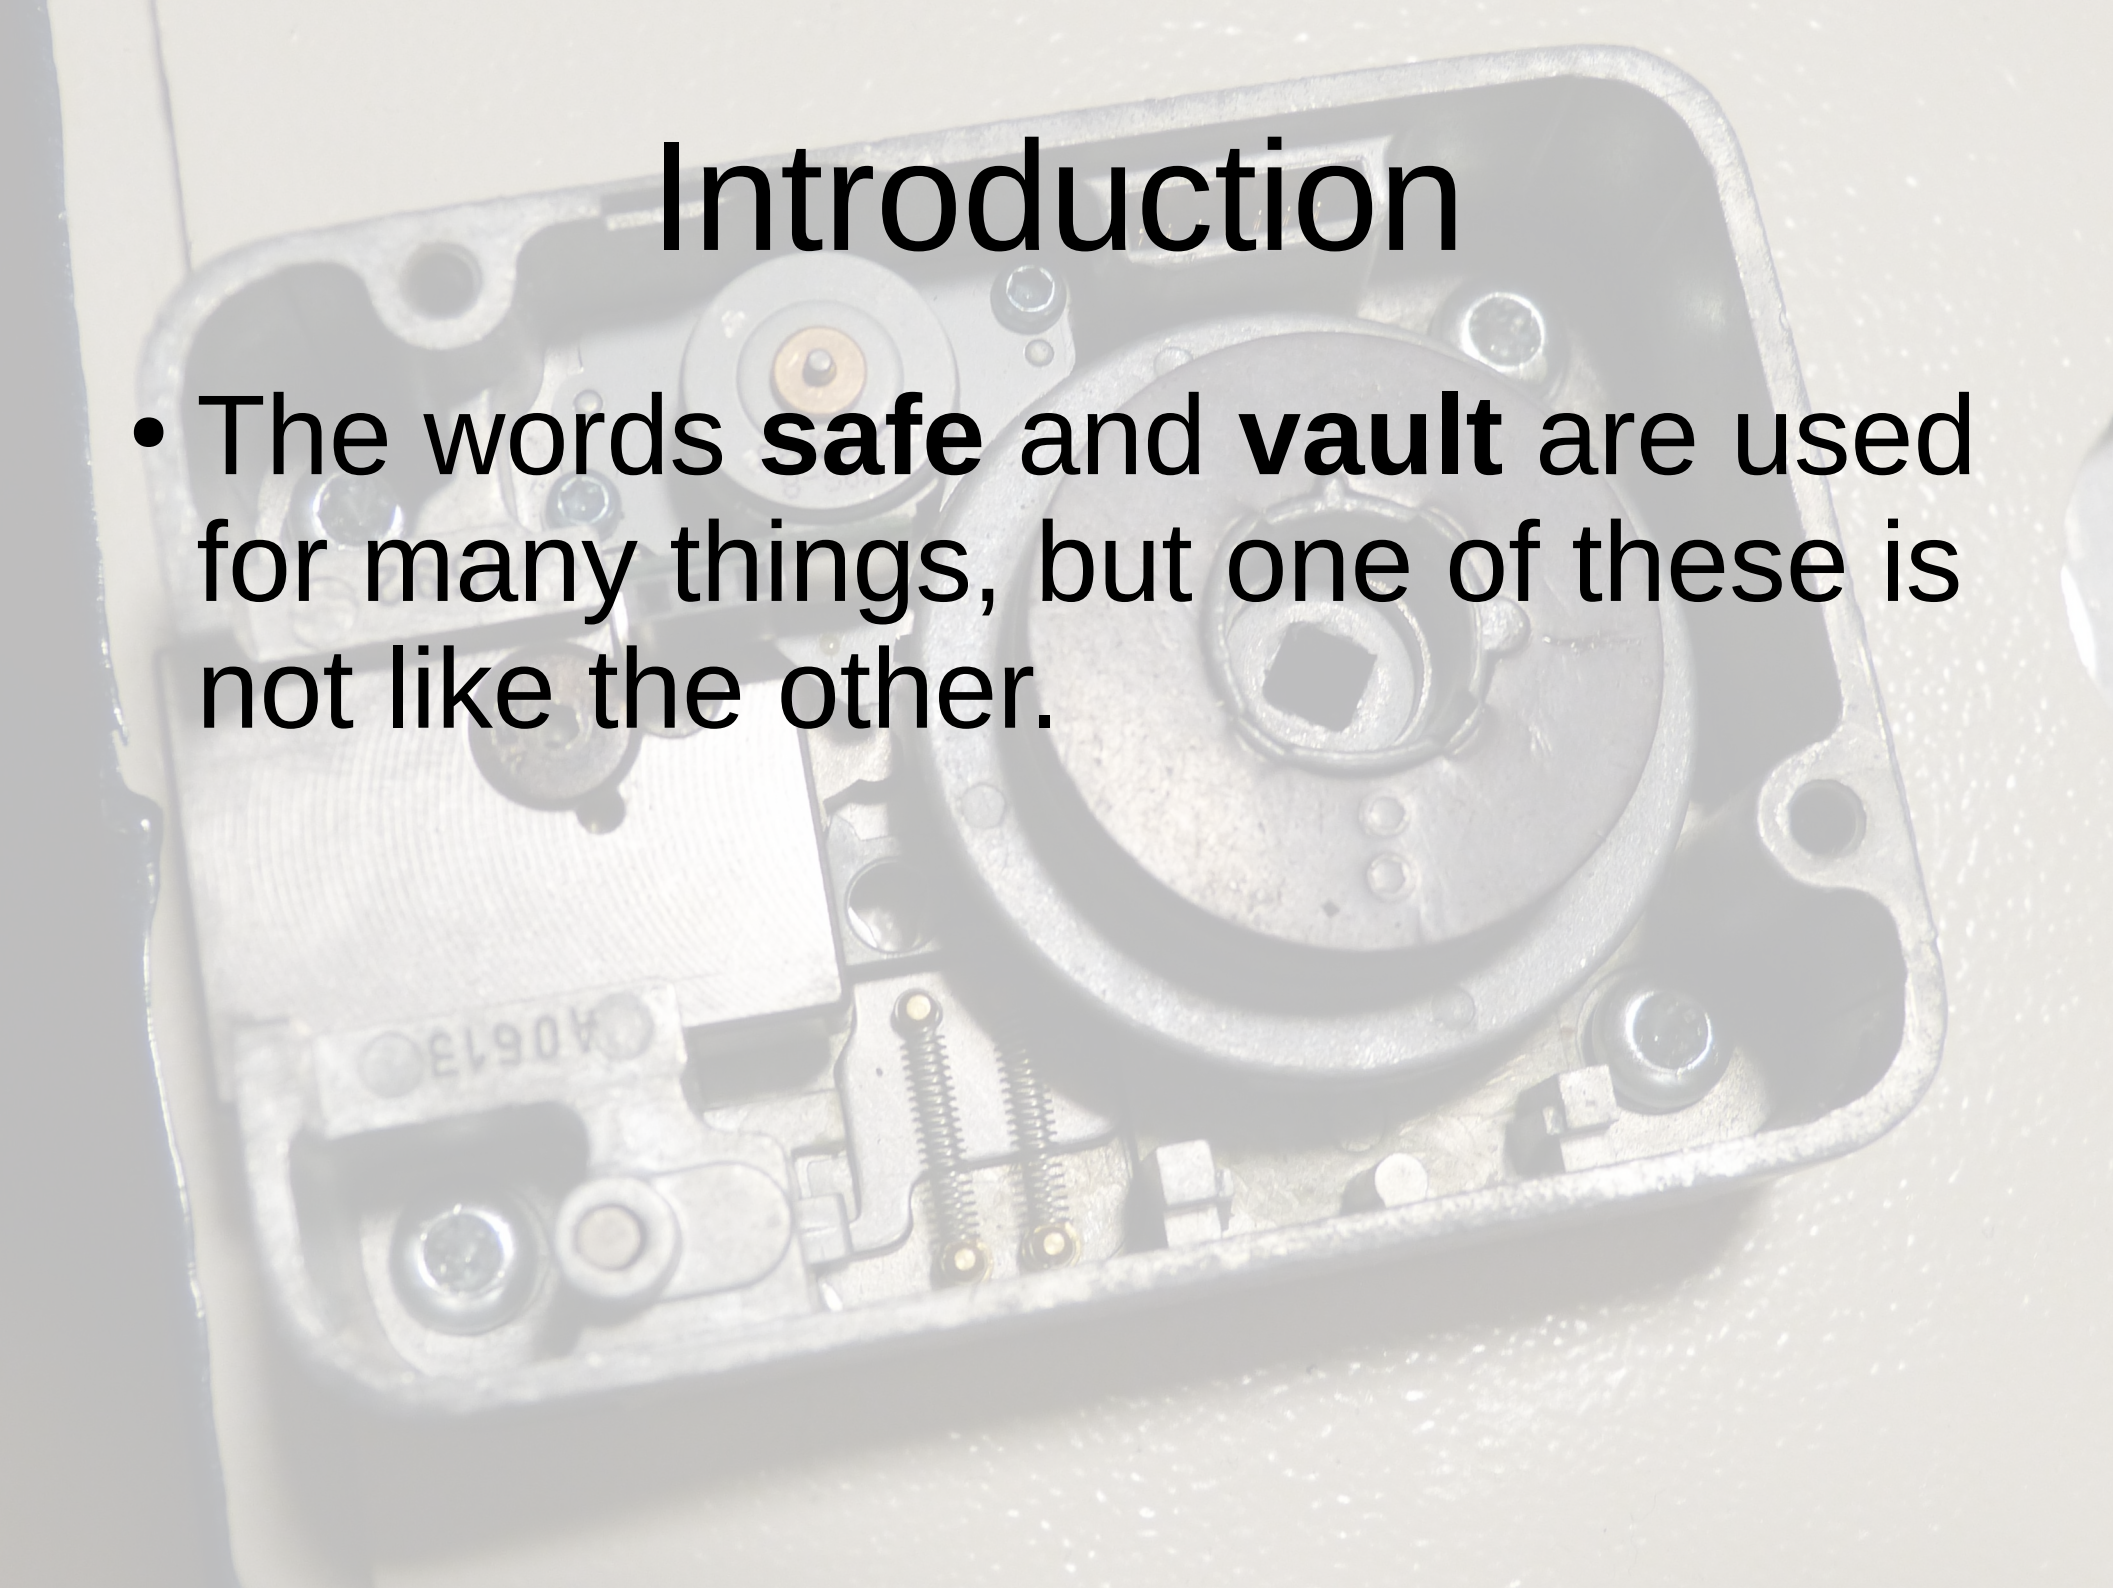 Introduction
• The words safe and vault are used
for many things, but one of these is
not like the other.
A0613